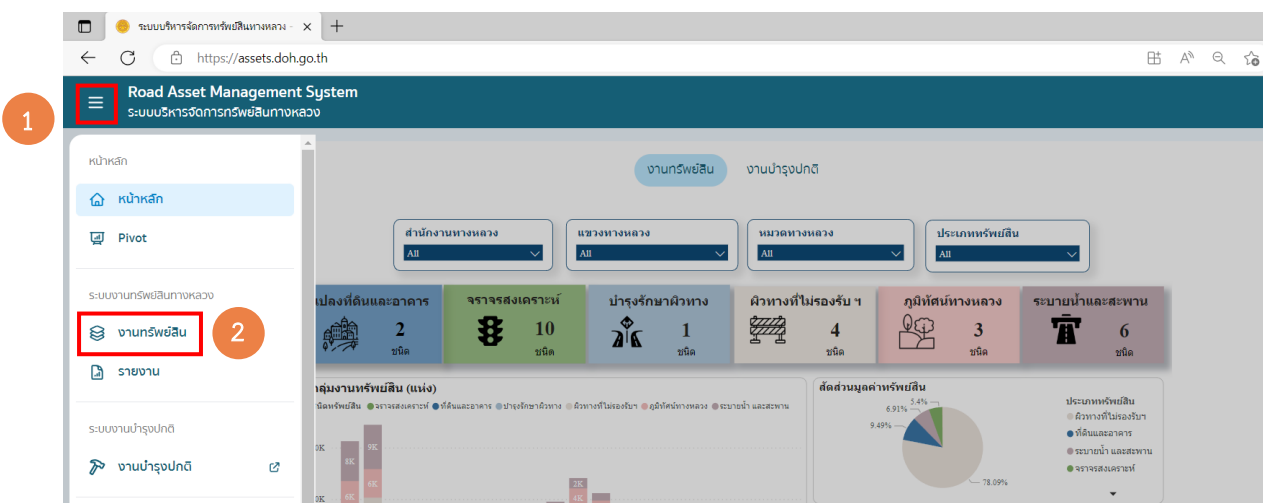 ระบบบริหารจัดการทรัพย์สินทางหลวง -
https://assets.doh.go.th
1
Road Asset Management System
ระบบบริหารจัดการทรัพย์สินทางหลวง
หน้าหลัก
หน้าหลัก
Pivot
ระบบงานทรัพย์สินทางหลวง
งานทรัพย์สิน
2
รายงาน
ระบบงานบำรุงปกติ
งานบำรุงปกติ
งานทรัพย์สิน งานบำรุงปกติ
สำนักงานทางหลวง แขวงทางหลวง หมวดทางหลวง ประเภททรัพย์สิน
All All All All
ปลงที่ดินและอาคาร จราจรสงเคราะห์ บำรุงรักษาผิวทาง ผิวทางที่ไม่รองรับ ฯ ภูมิทัศน์ทางหลวง ระบายน้ำและสะพาน
2 10 1 4 3 6
ชนิด ชนิด ชนิด ชนิด ชนิด
กลุ่มงานทรัพย์สิน (แห่ง)
ชนิดทรัพย์สิน จราจรสงเคราะห์ ที่ดินและอาคาร บำรุงรักษาผิวทาง ผิวทางที่ไม่รองรับฯ ภูมิทัศน์ทางหลวง ระบายน้ำ และสะพาน
0K 8K 9K
6K 2K
0K 6K 4K
สัดส่วนมูลค่าทรัพย์สิน
5.4%
6.91%
9.49%
78.09%
ประเภททรัพย์สิน
ผิวทางที่ไม่รองรับฯ
ที่ดินและอาคาร
ระบายน้ำ และสะพาน
จราจรสงเคราะห์